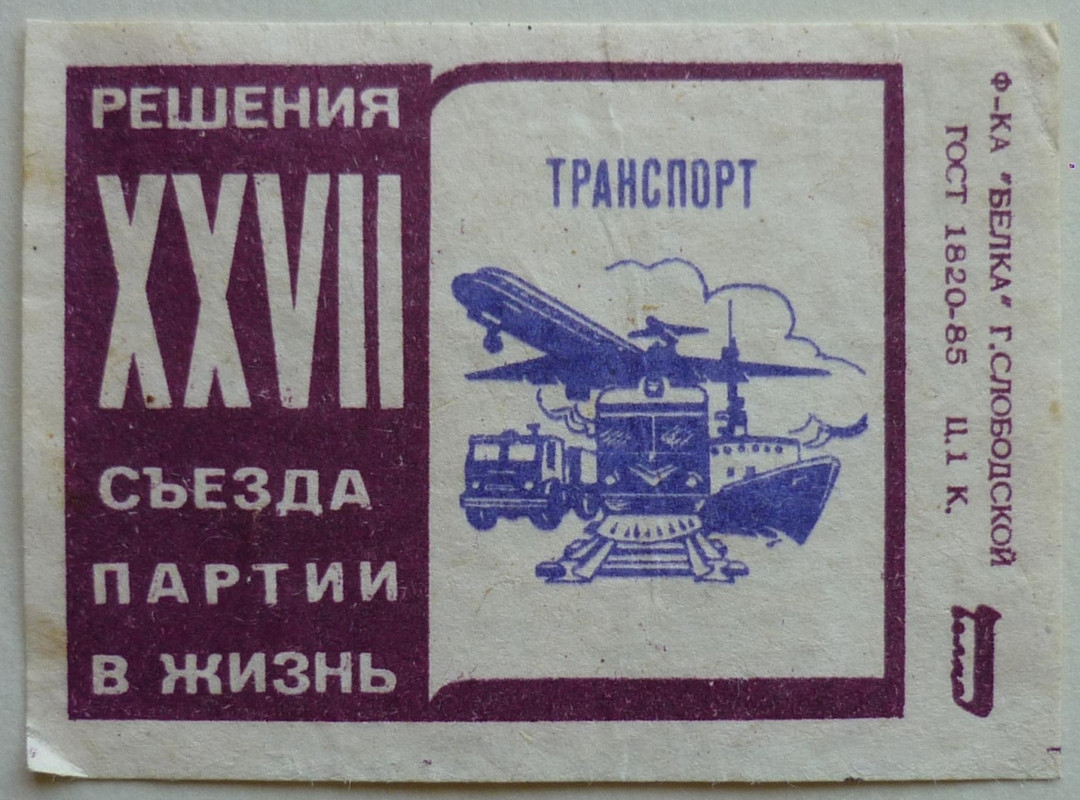 РЕШЕНИЯ
XXVII
СЪЕЗДА
ПАРТИИ
В ЖИЗНЬ
ТРАНСПОРТ
Ф-КА "БЕЛКА" Г.СЛОБОДСКОЙ
ГОСТ 1820-85 Ц.1 К.